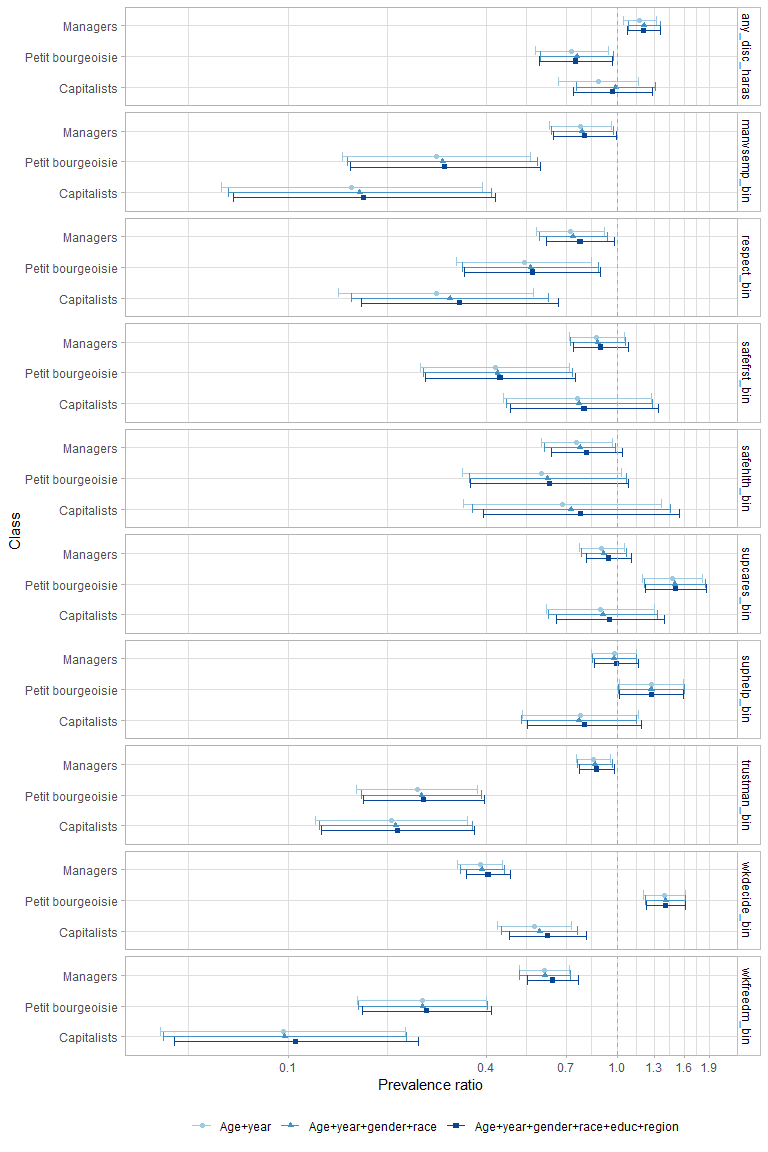 Managers
Petit bourgeoisie
Capitalists
any_disc_haras
Managers
Petit bourgeoisie
Capitalists
manvsemp_bin
Managers
Petit bourgeoisie
Capitalists
respect_bin
Managers
Petit bourgeoisie
Capitalists
safefrst_bin
Managers
Petit bourgeoisie
Capitalists
safehlth_bin
Managers
Petit bourgeoisie
Capitalists
supcares_bin
Managers
Petit bourgeoisie
Capitalists
suphelp_bin
Managers
Petit bourgeoisie
Capitalists
trustman_bin
Managers
Petit bourgeoisie
Capitalists
wkdecide_bin
Managers
Petit bourgeoisie
Capitalists
wkfreedm_bin
Class
0.1 0.4 0.7 1.0 1.3 1.6 1.9
Prevalence ratio
Age+year Age+year+gender+race Age+year+gender+race+educ+region